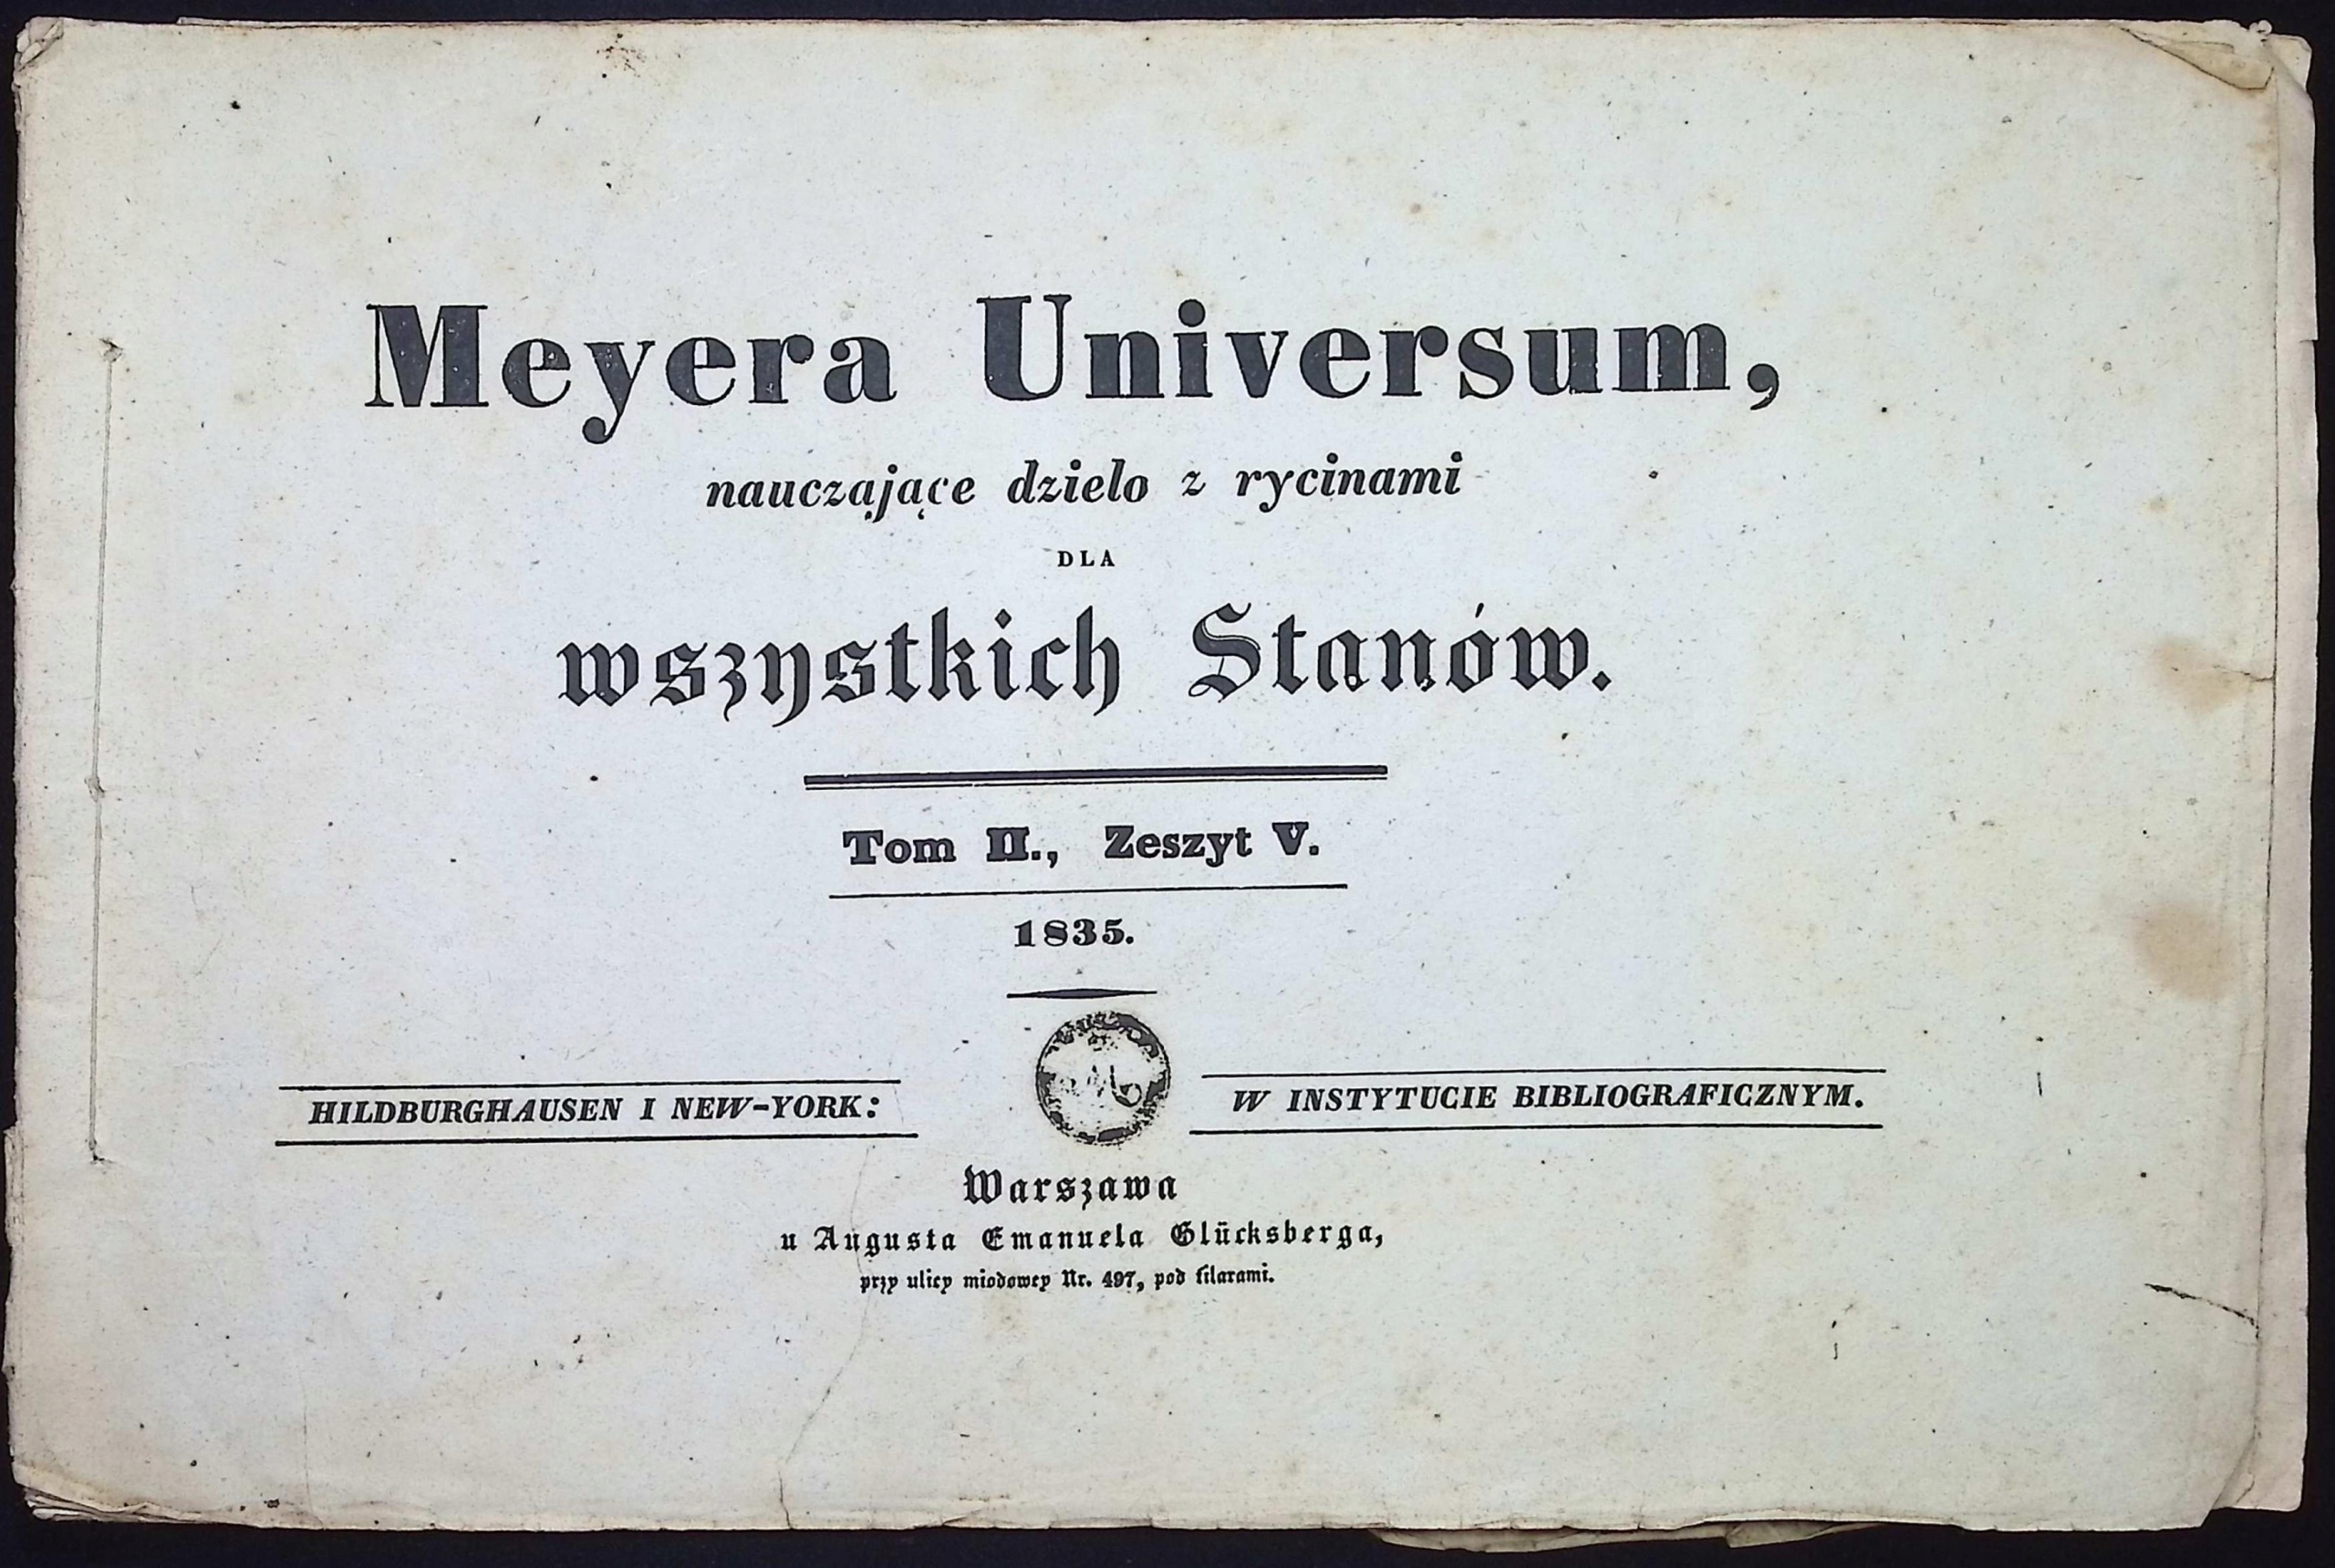 Meyera Universum,
nauczające dzielo z rycinami
DLA
wszystkich Stanów.
Tom II., Zeszyt V.
1835.
HILDBURGHAUSEN I NEW-YORK: W INSTYTUCIE BIBLIOGRAFICZNYM.
Warszawa
u Augusta Emanuela Glücksberga,
przy ulicy miodowey Nr. 497, pod filarami.